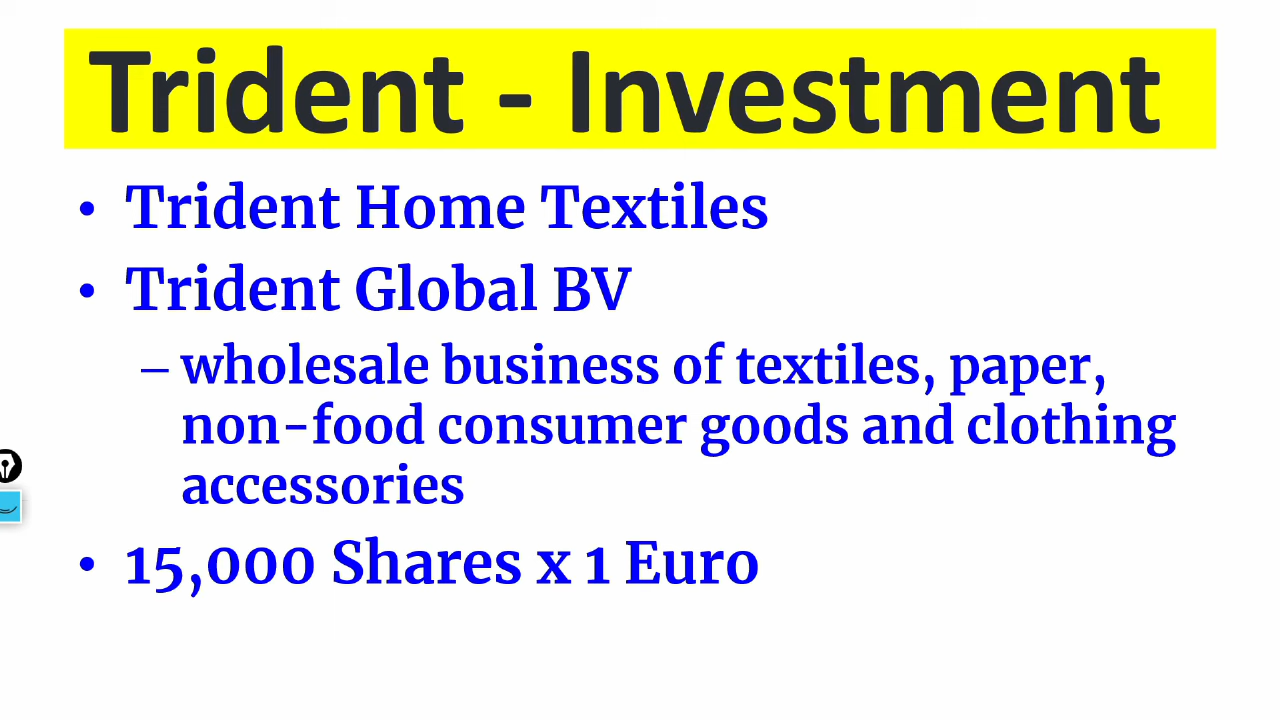 Trident - Investment
• Trident Home Textiles
• Trident Global BV
– wholesale business of textiles, paper,
non-food consumer goods and clothing
accessories
• 15,000 Shares x 1 Euro